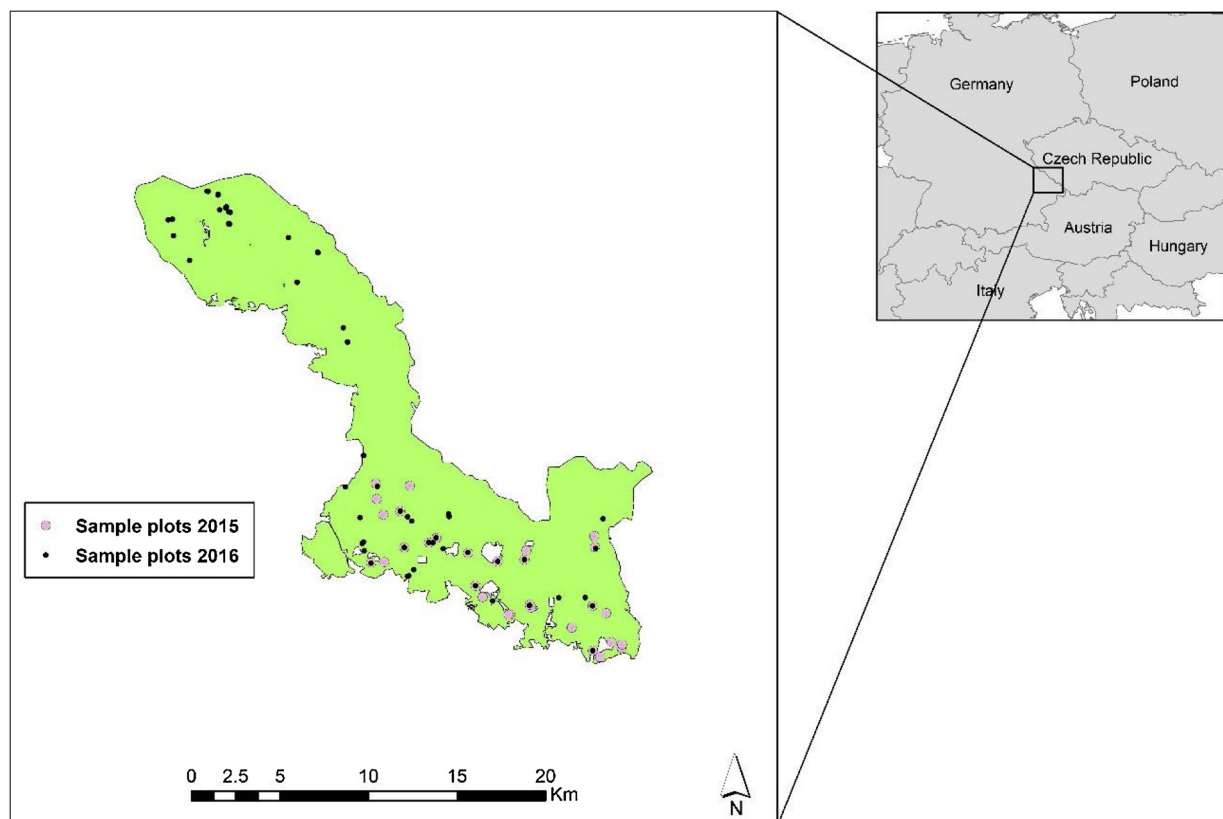 Germany
Poland
Czech Republic
Austria
Hungary
Italy
Sample plots 2015
Sample plots 2016
0 2.5 5 10 15 20
Km
N